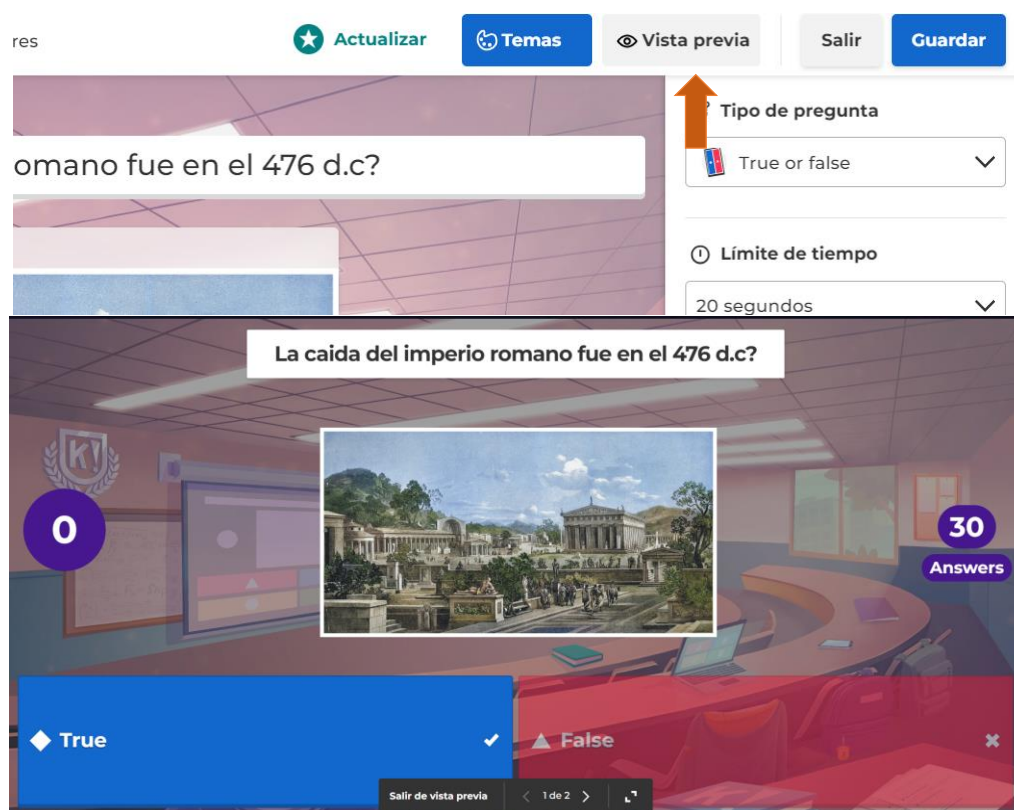 res
Actualizar
Temas
Vista previa
Salir
Guardar
Tipo de pregunta
omano fue en el 476 d.c?
True or false
Límite de tiempo
20 segundos
La caida del imperio romano fue en el 476 d.c?
K!
0
30
Answers
True
False
Salir de vista previa
1 de 2